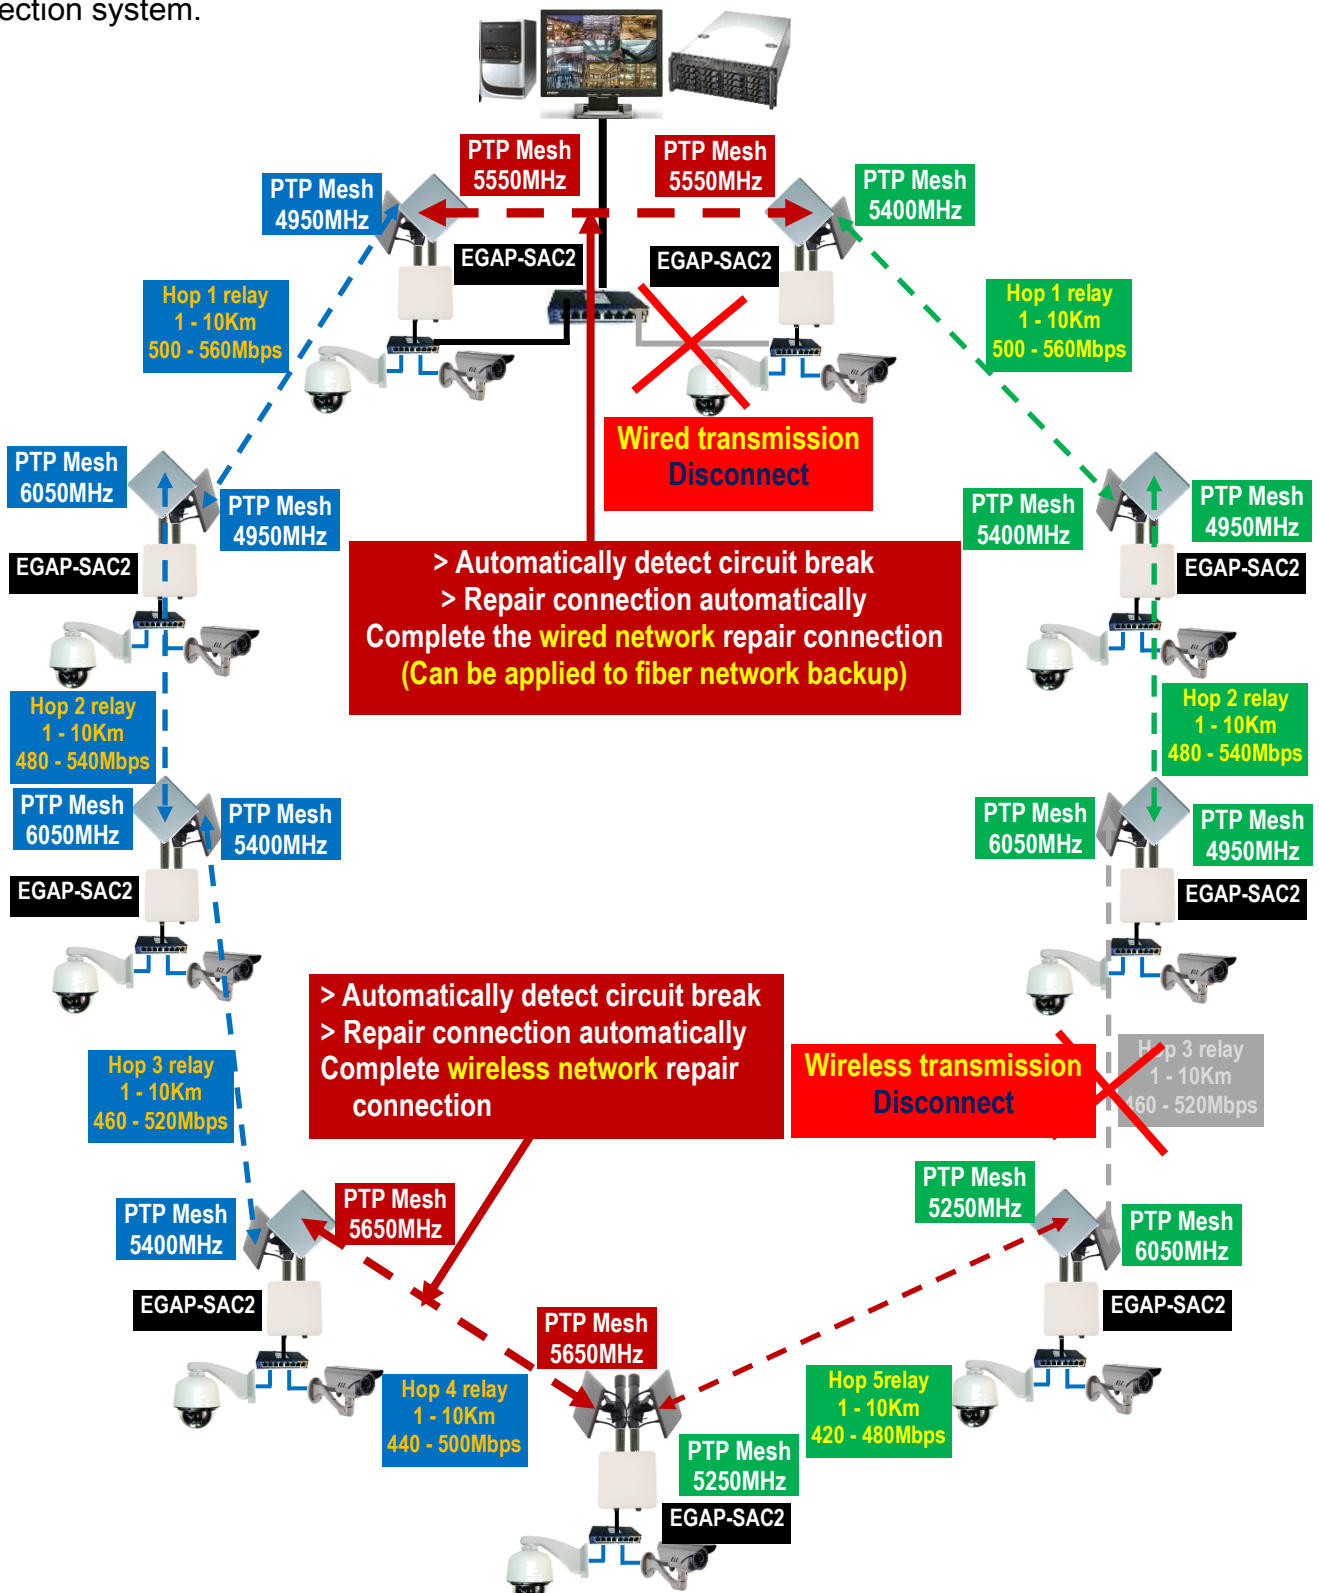 ection system.
PTP Mesh
5550MHz
PTP Mesh
5550MHz
PTP Mesh
4950MHz
PTP Mesh
5400MHz
EGAP-SAC2
EGAP-SAC2
Hop 1 relay
1 - 10Km
500 - 560Mbps
Hop 1 relay
1 - 10Km
500 - 560Mbps
Wired transmission
Disconnect
PTP Mesh
6050MHz
PTP Mesh
4950MHz
PTP Mesh
5400MHz
PTP Mesh
4950MHz
EGAP-SAC2
EGAP-SAC2
> Automatically detect circuit break
> Repair connection automatically
Complete the wired network repair connection
(Can be applied to fiber network backup)
Hop 2 relay
1 - 10Km
480 - 540Mbps
Hop 2 relay
1 - 10Km
480 - 540Mbps
PTP Mesh
6050MHz
PTP Mesh
5400MHz
PTP Mesh
6050MHz
PTP Mesh
4950MHz
EGAP-SAC2
EGAP-SAC2
> Automatically detect circuit break
> Repair connection automatically
Complete wireless network repair
connection
Wireless transmission
Disconnect
Hop 3 relay
1 - 10Km
460 - 520Mbps
Hop 3 relay
1 - 10Km
460 - 520Mbps
PTP Mesh
5400MHz
PTP Mesh
5650MHz
PTP Mesh
5250MHz
PTP Mesh
6050MHz
EGAP-SAC2
EGAP-SAC2
PTP Mesh
5650MHz
Hop 4 relay
1 - 10Km
440 - 500Mbps
Hop 5relay
1 - 10Km
420 - 480Mbps
PTP Mesh
5250MHz
EGAP-SAC2